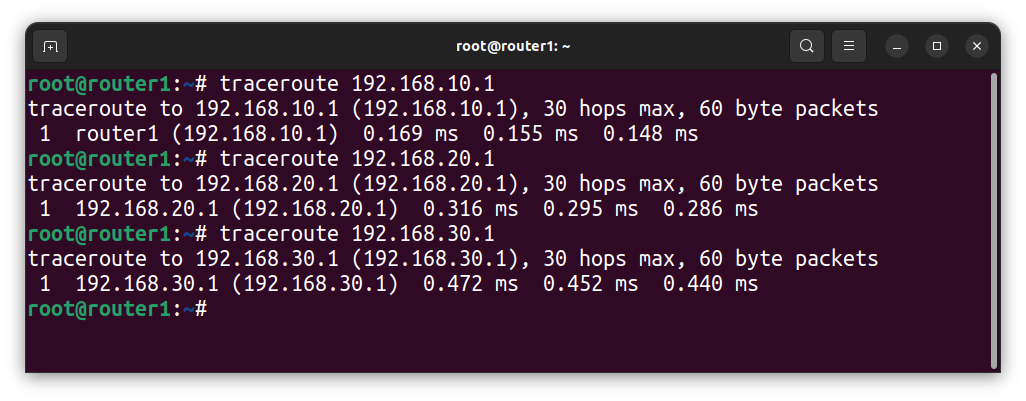 root@router1: ~
root@router1:~# traceroute 192.168.10.1
traceroute to 192.168.10.1 (192.168.10.1), 30 hops max, 60 byte packets
 1  router1 (192.168.10.1)  0.169 ms  0.155 ms  0.148 ms
root@router1:~# traceroute 192.168.20.1
traceroute to 192.168.20.1 (192.168.20.1), 30 hops max, 60 byte packets
 1  192.168.20.1 (192.168.20.1)  0.316 ms  0.295 ms  0.286 ms
root@router1:~# traceroute 192.168.30.1
traceroute to 192.168.30.1 (192.168.30.1), 30 hops max, 60 byte packets
 1  192.168.30.1 (192.168.30.1)  0.472 ms  0.452 ms  0.440 ms
root@router1:~#